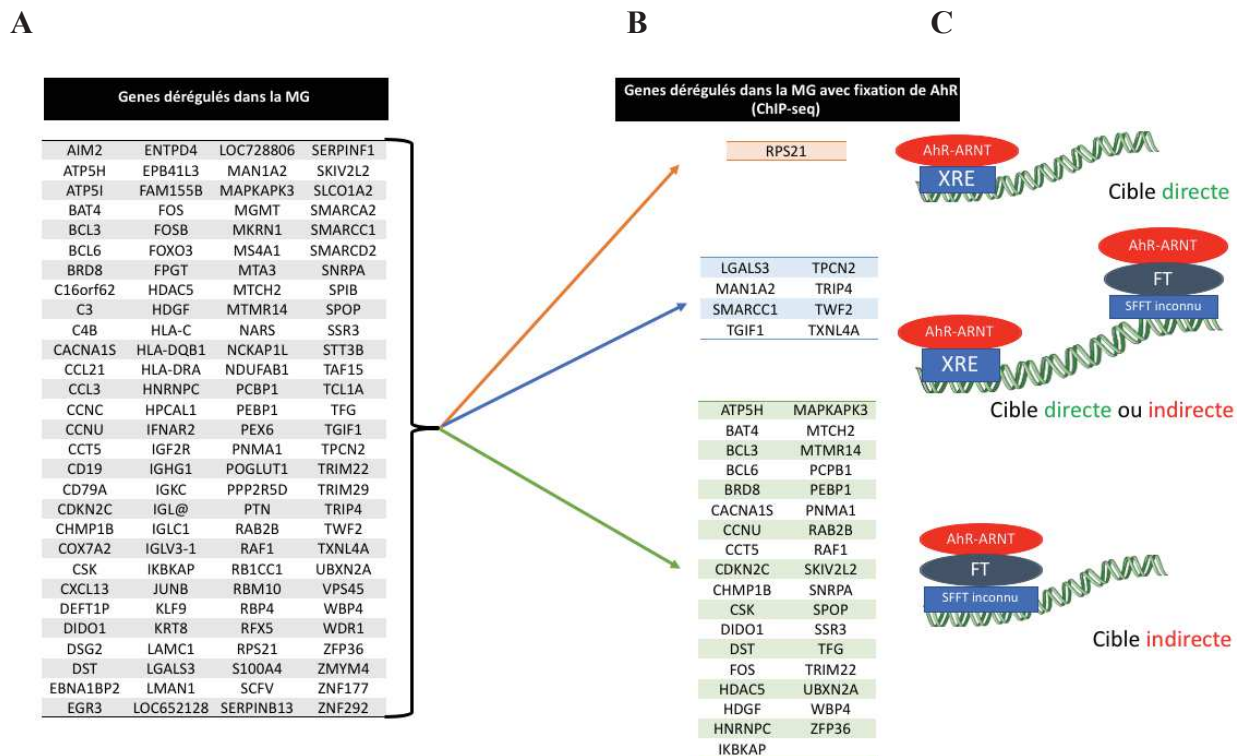 A
B
C
Genes dérégulés dans la MG
AIM2 ENTPD4 LOC728806 SERPINF1
ATP5H EPB41L3 MAN1A2 SKIV2L2
ATP5I FAM155B MAPKAPK3 SLCO1A2
BAT4 FOS MGMT SMARCA2
BCL3 FOSB MKRN1 SMARCC1
BCL6 FOXO3 MS4A1 SMARCD2
BRD8 FPGT MTA3 SNRPA
C16orf62 HDAC5 MTCH2 SPIB
C3 HDGF MTMR14 SPOP
C4B HLA-C NARS SSR3
CACNA1S HLA-DQB1 NCKAP1L STT3B
CCL21 HLA-DRA NDUFAB1 TAF15
CCL3 HNRNPC PCBP1 TCL1A
CCNC HPCAL1 PEBP1 TFG
CCNU IFNAR2 PEX6 TGIF1
CCT5 IGF2R PNMA1 TPCN2
CD19 IGHG1 POGLUT1 TRIM22
CD79A IGKC PPP2R5D TRIM29
CDKN2C IGL@ PTN TRIP4
CHMP1B IGLC1 RAB2B TWF2
COX7A2 IGLV3-1 RAF1 TXNL4A
CSK IKBKAP RB1CC1 UBXN2A
CXCL13 JUNB RBM10 VPS45
DEFT1P KLF9 RBP4 WBP4
DIDO1 KRT8 RFX5 WDR1
DSG2 LAMC1 RPS21 ZFP36
DST LGALS3 S100A4 ZMYM4
EBNA1BP2 LMAN1 SCFV ZNF177
EGR3 LOC652128 SERPINB13 ZNF292
Genes dérégulés dans la MG avec fixation de AhR
(ChIP-seq)
RPS21
LGALS3 TPCN2
MAN1A2 TRIP4
SMARCC1 TWF2
TGIF1 TXNL4A
ATP5H MAPKAPK3
BAT4 MTCH2
BCL3 MTMR14
BCL6 PCPB1
BRD8 PEBP1
CACNA1S PNMA1
CCNU RAB2B
CCT5 RAF1
CDKN2C SKIV2L2
CHMP1B SNRPA
CSK SPOP
DIDO1 SSR3
DST TFG
FOS TRIM22
HDAC5 UBXN2A
HDGF WBP4
HNRNPC ZFP36
IKBKAP
AhR-ARNT
XRE
Cible directe
AhR-ARNT
FT
SFFT inconnu
AhR-ARNT
XRE
Cible directe ou indirecte
AhR-ARNT
FT
SFFT inconnu
Cible indirecte